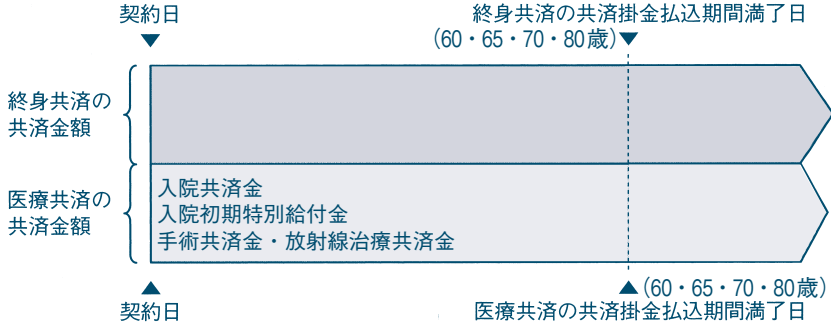 契約日
終身共済の共済掛金払込期間満了日
(60・65・70・80歳)
終身共済の
共済金額
医療共済の
共済金額
入院共済金
入院初期特別給付金
手術共済金・放射線治療共済金
契約日
(60・65・70・80歳)
医療共済の共済掛金払込期間満了日